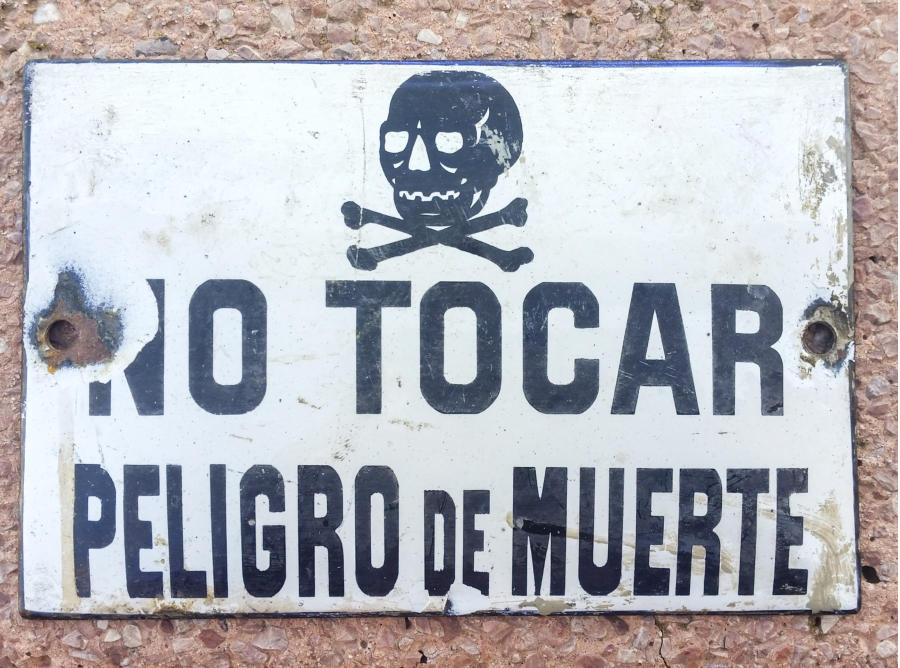 NO TOCAR
PELIGRO DE MUERTE